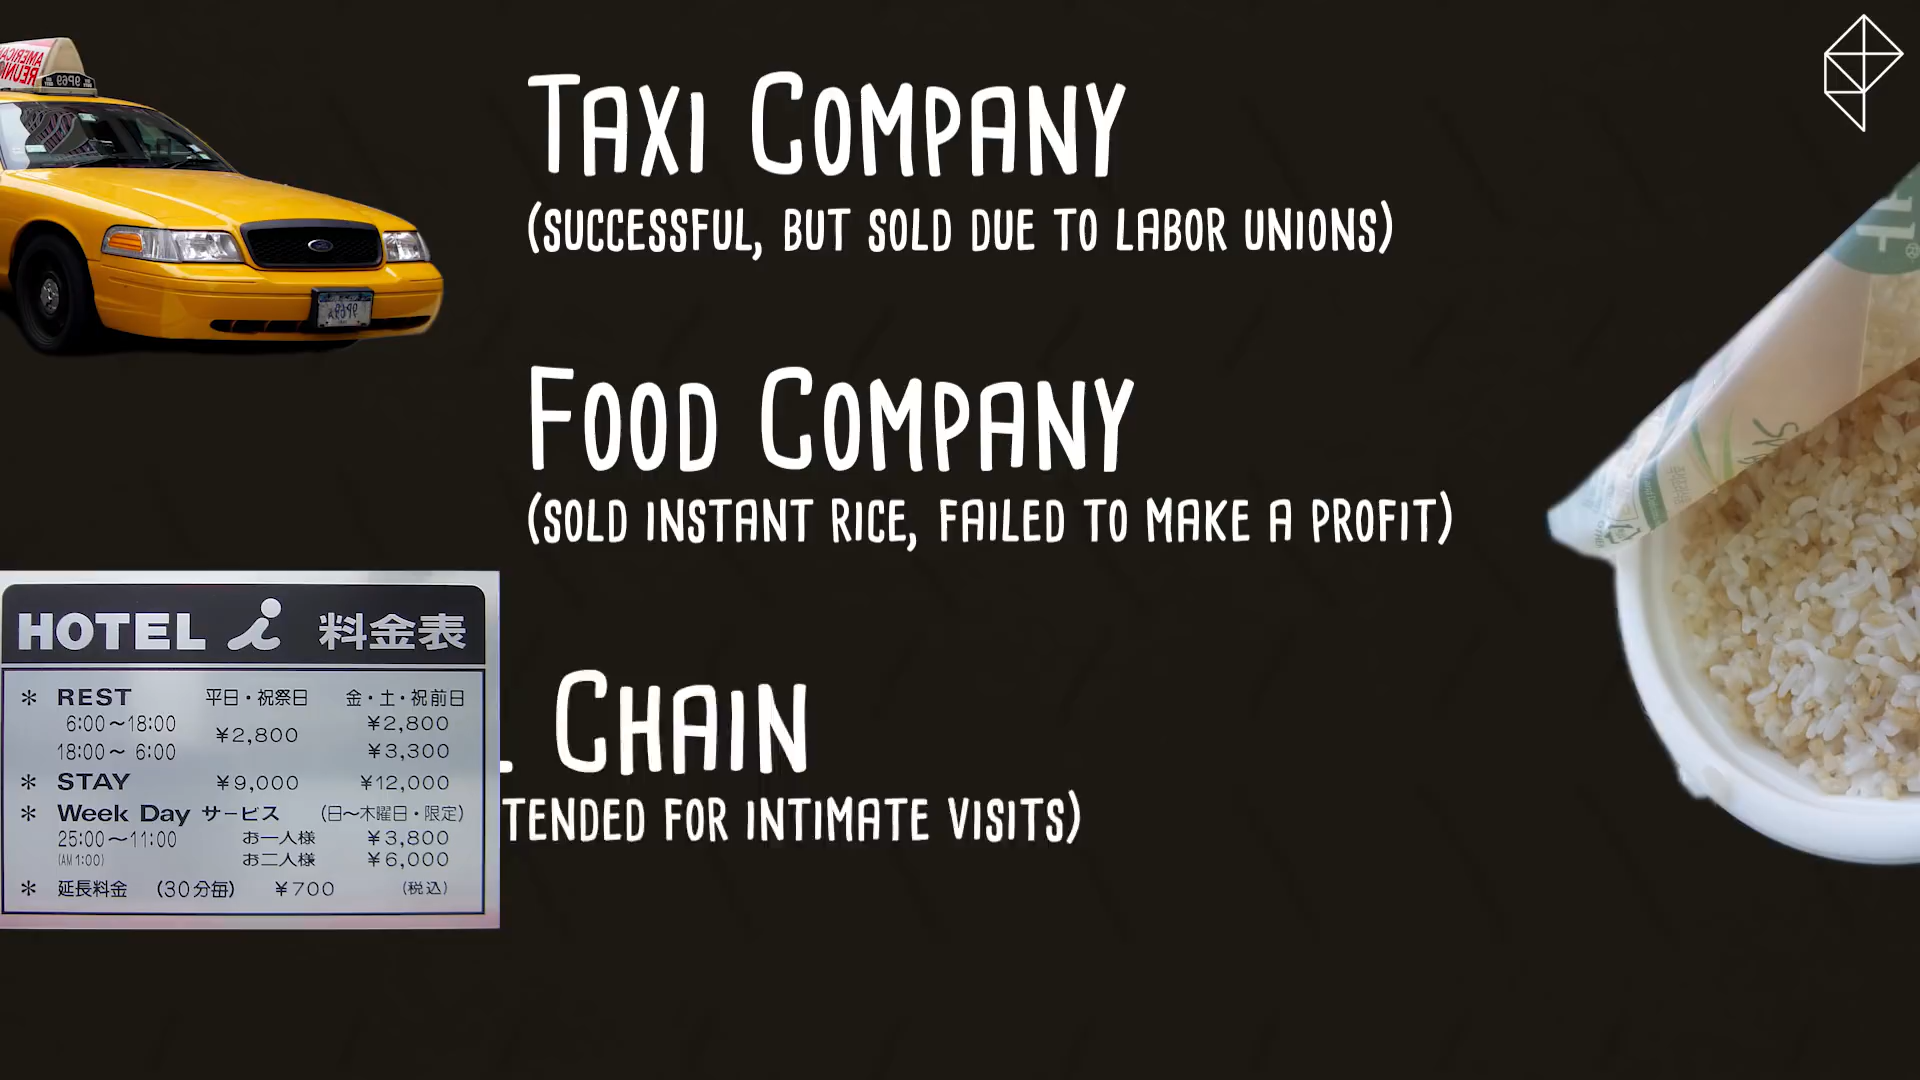 AMERICAN
REUNI
9P69
TAXI COMPANY
(SUCCESSFUL, BUT SOLD DUE TO LABOR UNIONS)
FOOD COMPANY
(SOLD INSTANT RICE, FAILED TO MAKE A PROFIT)
CHAIN
TENDED FOR INTIMATE VISITS)
HOTEL i 料金表
* REST 平日・祝祭日 金・土・祝前日
6:00~18:00 ¥2,800 ¥2,800
18:00~ 6:00 ¥3,300
* STAY ¥9,000 ¥12,000
* Week Day サービス (日~木曜日・限定)
25:00~11:00 お一人様 ¥3,800
(AM1:00) お二人様 ¥6,000
* 延長料金 (30分毎) ¥700 (税込)